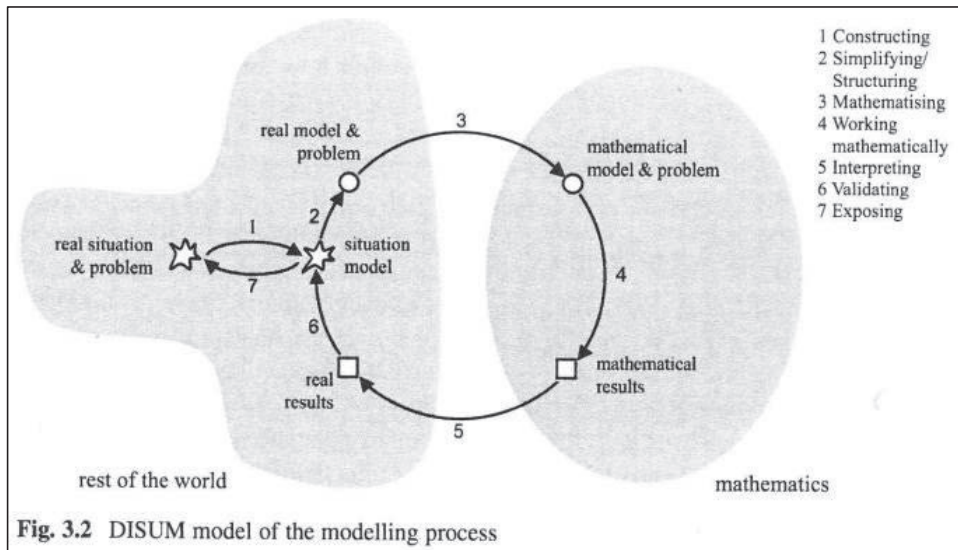 1 Constructing
2 Simplifying/
Structuring
3 Mathematising
4 Working
mathematically
5 Interpreting
6 Validating
7 Exposing
3
real model &
problem
mathematical
model & problem
2
1
real situation
& problem
situation
model
7
4
6
real
results
mathematical
results
5
rest of the world
mathematics
Fig. 3.2 DISUM model of the modelling process